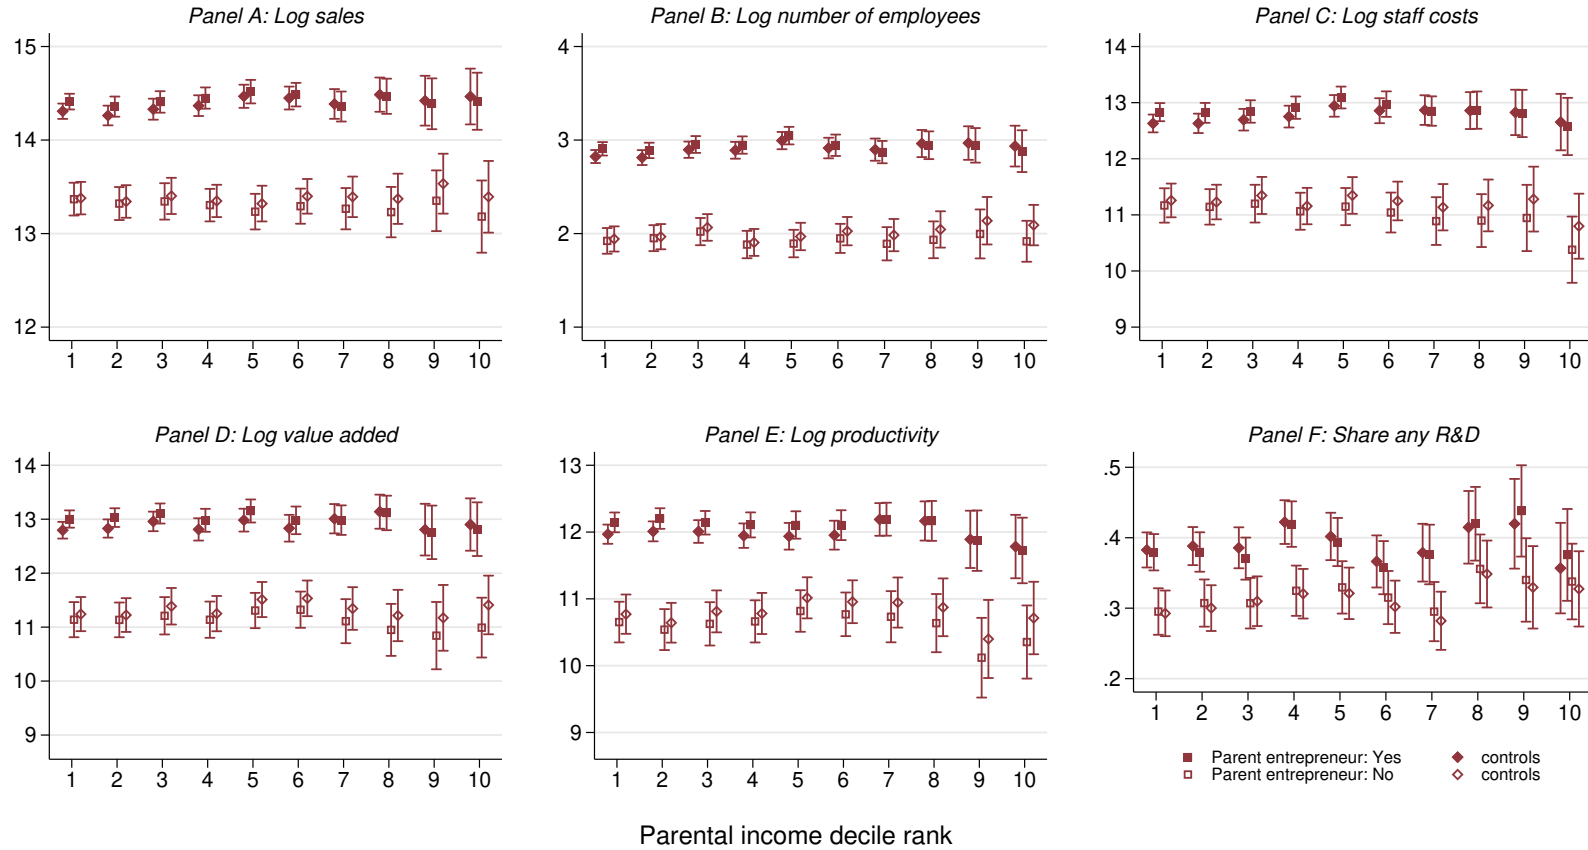 Panel A: Log sales
15
14
13
12
1 2 3 4 5 6 7 8 9 10
Panel B: Log number of employees
4
3
2
1
1 2 3 4 5 6 7 8 9 10
Panel C: Log staff costs
14
13
12
11
10
9
1 2 3 4 5 6 7 8 9 10
Panel D: Log value added
14
13
12
11
10
9
1 2 3 4 5 6 7 8 9 10
Panel E: Log productivity
13
12
11
10
9
1 2 3 4 5 6 7 8 9 10
Panel F: Share any R&D
.5
.4
.3
.2
1 2 3 4 5 6 7 8 9 10
Parent entrepreneur: Yes controls
Parent entrepreneur: No controls
Parental income decile rank